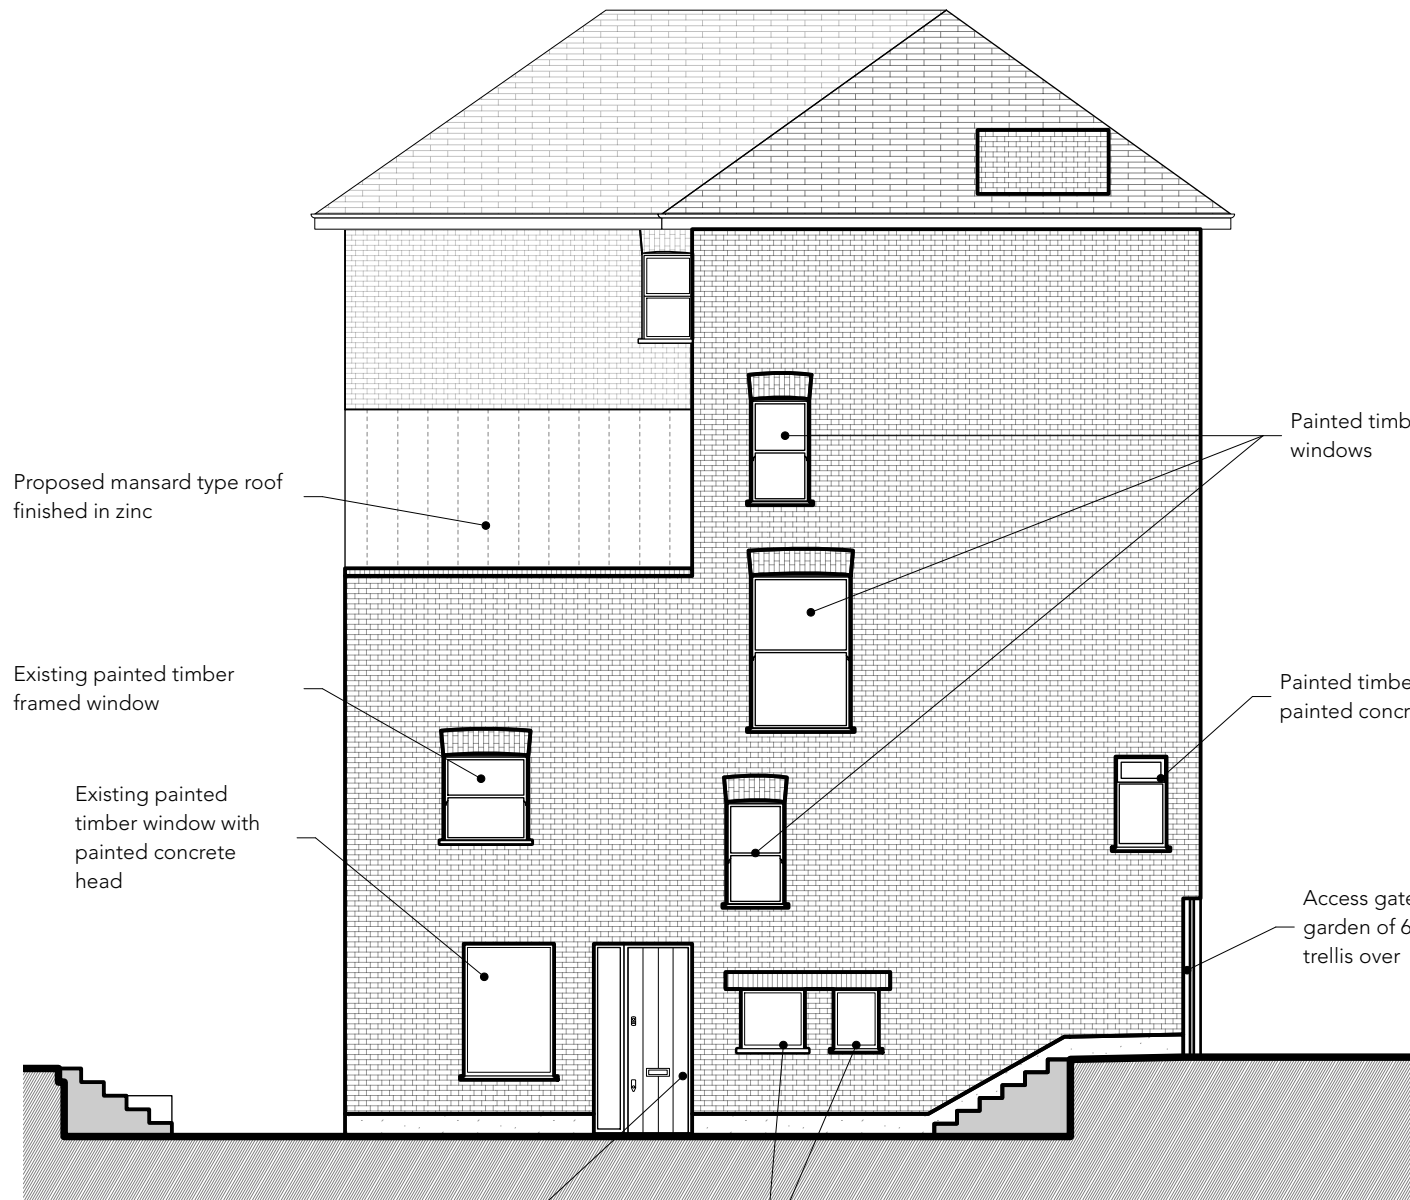 Proposed mansard type roof
finished in zinc
Existing painted timber
framed window
Existing painted
timber window with
painted concrete
head
Painted timb
windows
Painted timbe
painted concr
Access gate
garden of 6
trellis over